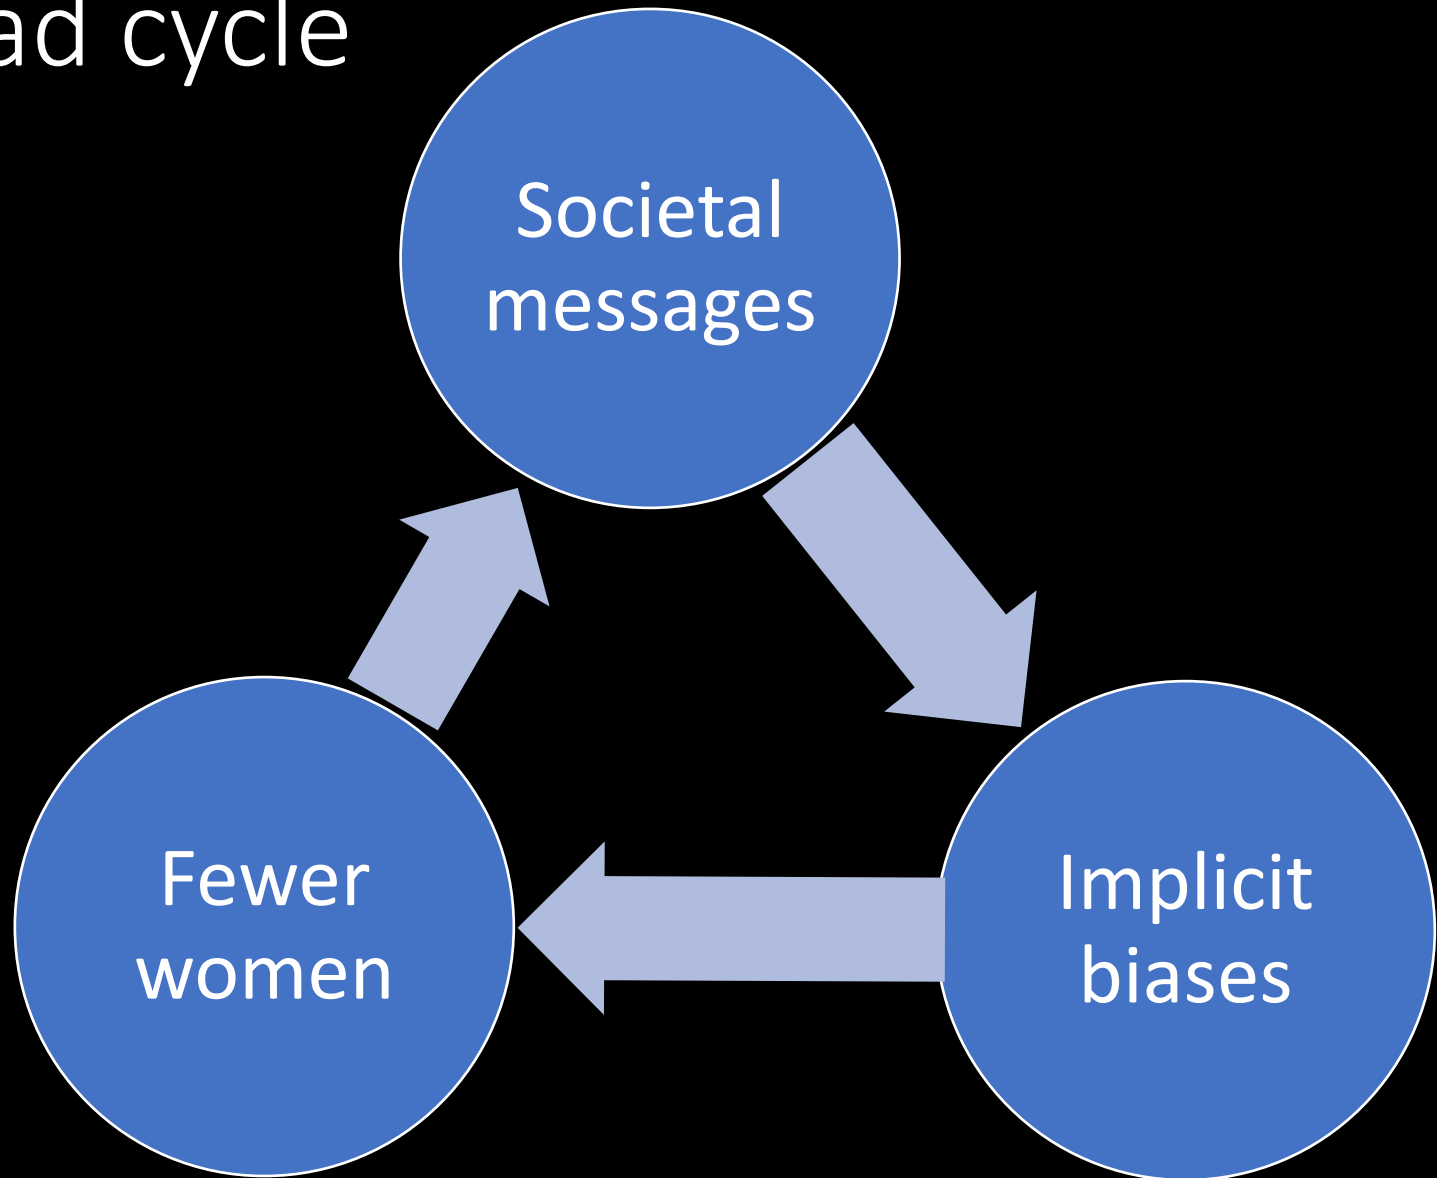 ad cycle
Societal
messages
Fewer
women
Implicit
biases